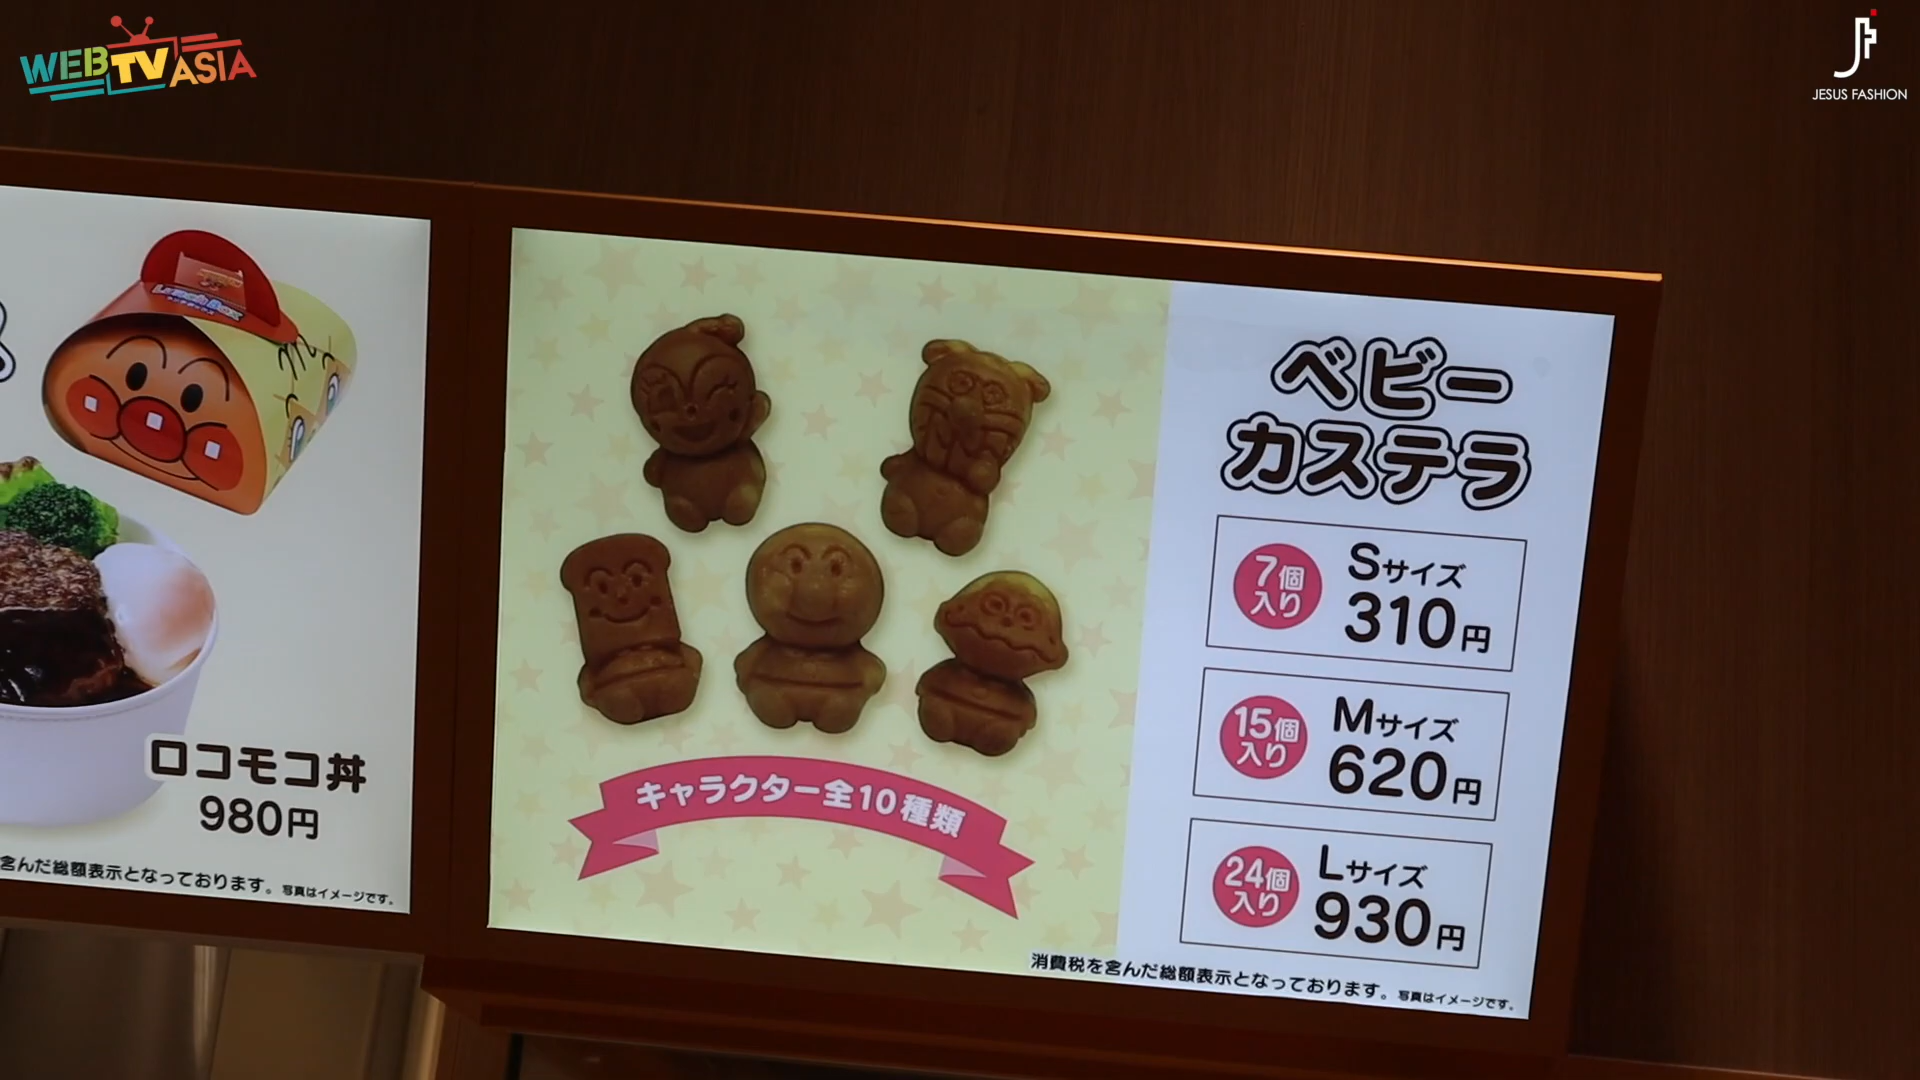 WEBTVASIA
JESUS FASHION
Lunch Box
ロコモコ丼
980円
含んだ総額表示となっております。写真はイメージです。
キャラクター全10種類
ベビー
カステラ
7個
入り
Sサイズ
310円
15個
入り
Mサイズ
620円
24個
入り
Lサイズ
930円
消費税を含んだ総額表示となっております。写真はイメージです。